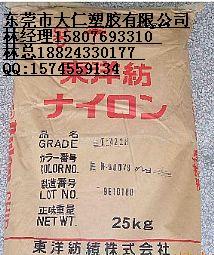 东莞市大仁塑胶有限公司
林经理15807693310
林总18824330177
QQ:1574559134
東洋紡
ナイロン
品名
GRADE
カラー番号
COLOR NO.
製造番号
LOT NO.
正味重量
NET WT.
25kg
東洋紡績株式会社